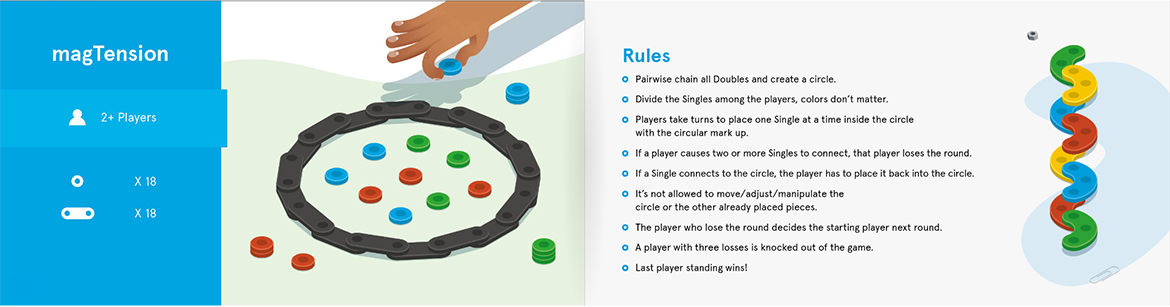 magTension
2+ Players
X 18
X 18
Rules
Pairwise chain all Doubles and create a circle.
Divide the Singles among the players, colors don’t matter.
Players take turns to place one Single at a time inside the circle
with the circular mark up.
If a player causes two or more Singles to connect, that player loses the round.
If a Single connects to the circle, the player has to place it back into the circle.
It’s not allowed to move/adjust/manipulate the
circle or the other already placed pieces.
The player who lose the round decides the starting player next round.
A player with three losses is knocked out of the game.
Last player standing wins!